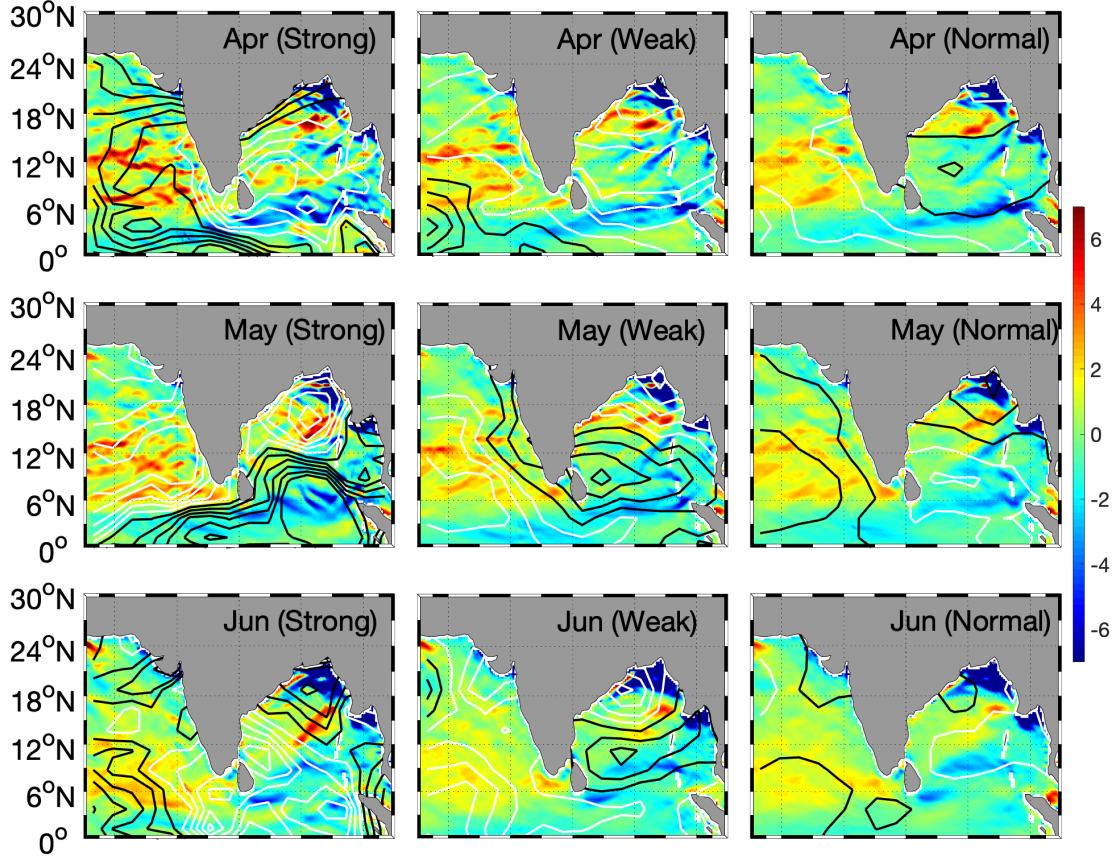 30°N
24°N
18°N
12°N
6°N
0°
Apr (Strong)
Apr (Weak)
Apr (Normal)
30°N
24°N
18°N
12°N
6°N
0°
May (Strong)
May (Weak)
May (Normal)
30°N
24°N
18°N
12°N
6°N
0°
Jun (Strong)
Jun (Weak)
Jun (Normal)
6
4
2
0
-2
-4
-6